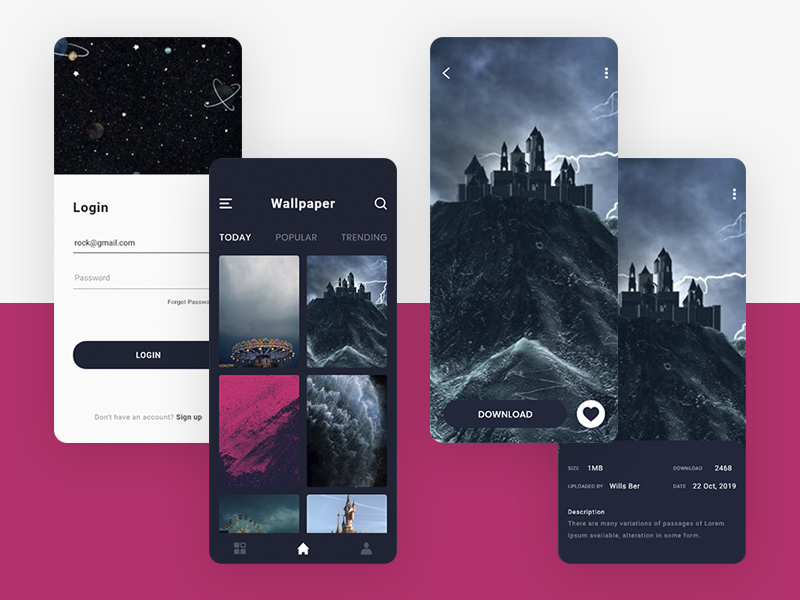 Login
rock@gmail.com
Password
Forgot Passwo
LOGIN
Don't have an account? Sign up
Wallpaper
TODAY POPULAR TRENDING
DOWNLOAD
SIZE 1MB DOWNLOAD 2468
UPLOADED BY Wills Ber DATE 22 Oct, 2019
Description
There are many variations of passages of Lorem
Ipsum available, alteration in some form.